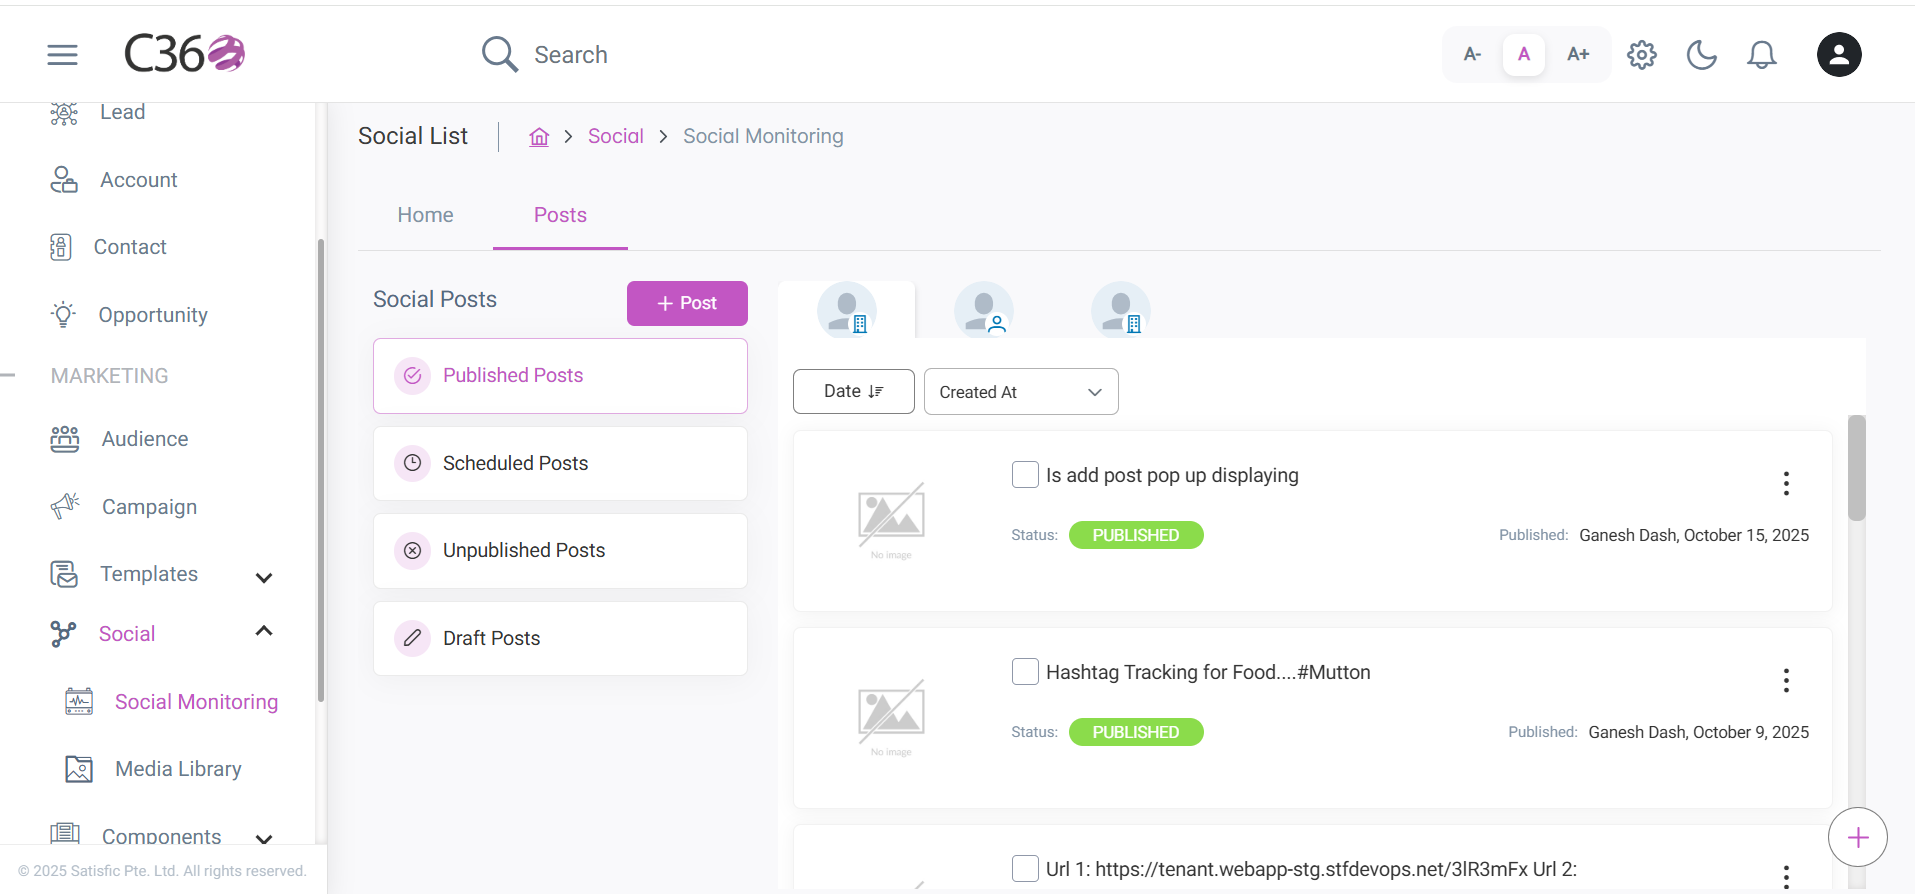 C360
Search
A-
A
A+
Lead
Account
Contact
Opportunity
MARKETING
Audience
Campaign
Templates
Social
Social Monitoring
Media Library
Components
© 2025 Satisfic Pte. Ltd. All rights reserved.
Social List
Social
Social Monitoring
Home
Posts
Social Posts
+ Post
Published Posts
Scheduled Posts
Unpublished Posts
Draft Posts
Date
Created At
Is add post pop up displaying
No image
Status: PUBLISHED
Published: Ganesh Dash, October 15, 2025
Hashtag Tracking for Food....#Mutton
No image
Status: PUBLISHED
Published: Ganesh Dash, October 9, 2025
Url 1: https://tenant.webapp-stg.stfdevops.net/3lR3mFx Url 2: